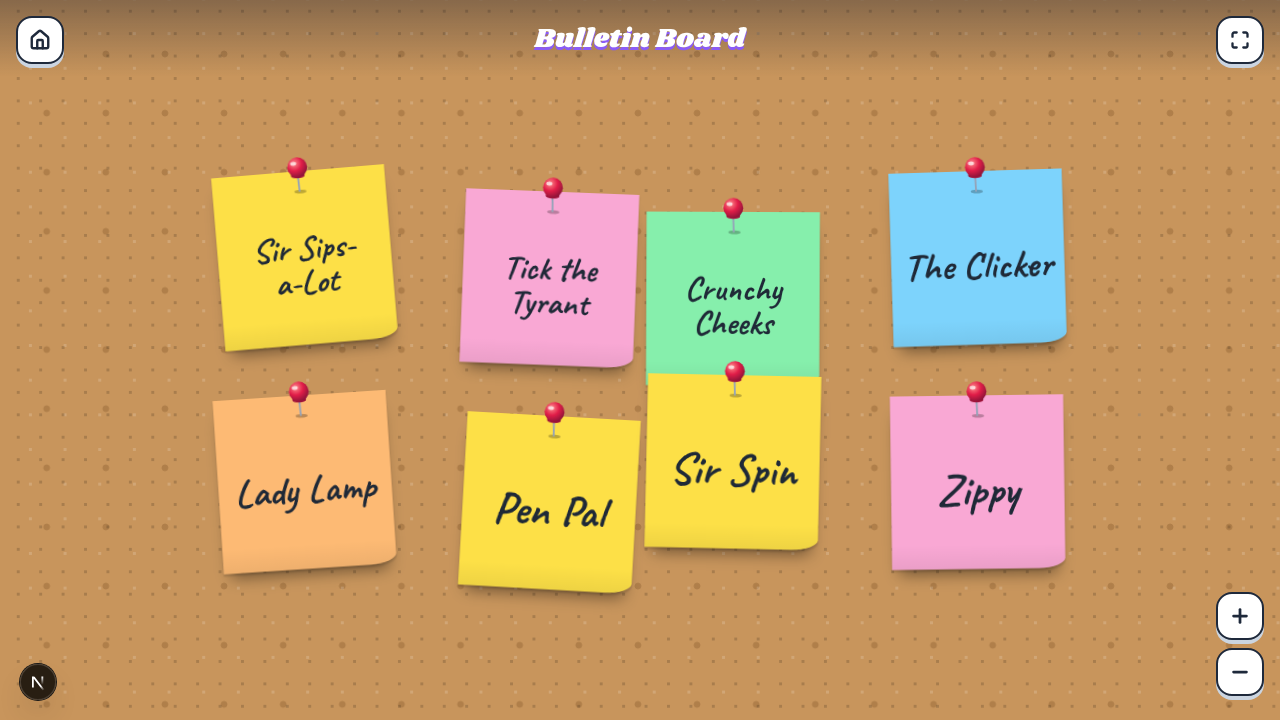 Bulletin Board
Sir Sips-
a-Lot
Tick the
Tyrant
Crunchy
Cheeks
The Clicker
Lady Lamp
Pen Pal
Sir Spin
Zippy
N